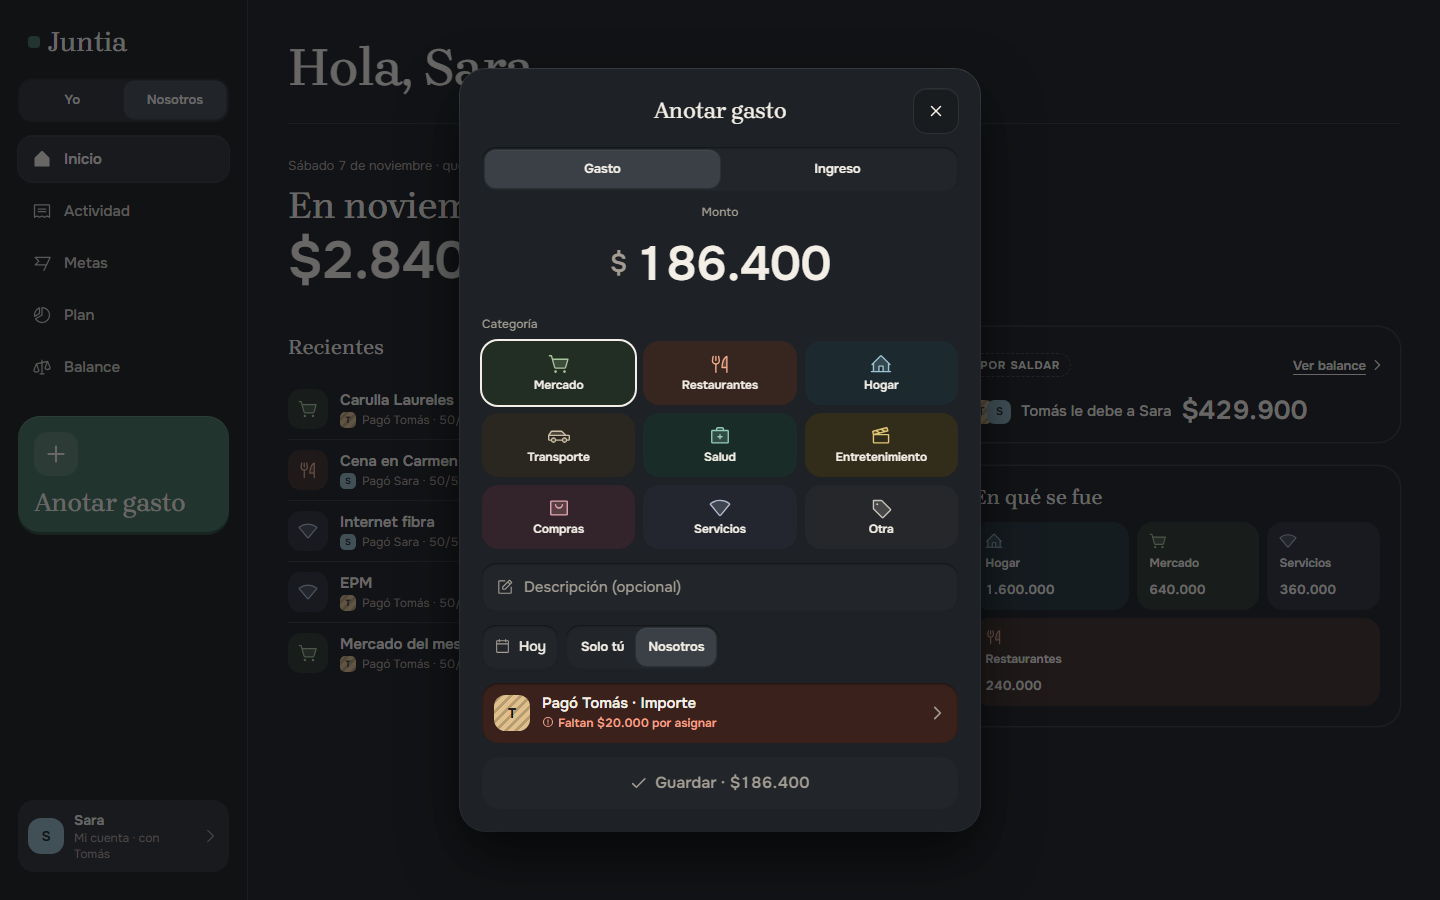 Juntia
Yo
Nosotros
Inicio
Actividad
Metas
Plan
Balance
Anotar gasto
Sara
Mi cuenta · con
Tomás
S
Hola, Sara
Sábado 7 de noviembre ·
En noviem
$2.840
Recientes
Carulla Laureles
T Pagó Tomás · 50/
Cena en Carmen
S Pagó Sara · 50/5
Internet fibra
S Pagó Sara · 50/5
EPM
T Pagó Tomás · 50/
Mercado del mes
T Pagó Tomás · 50/
Anotar gasto
Gasto
Ingreso
Monto
$ 186.400
Categoría
Mercado
Restaurantes
Hogar
Transporte
Salud
Entretenimiento
Compras
Servicios
Otra
Descripción (opcional)
Hoy
Solo tú
Nosotros
T
Pagó Tomás · Importe
Faltan $20.000 por asignar
Guardar · $186.400
POR SALDAR
Ver balance
S
Tomás le debe a Sara $429.900
En qué se fue
Hogar
1.600.000
Mercado
640.000
Servicios
360.000
Restaurantes
240.000